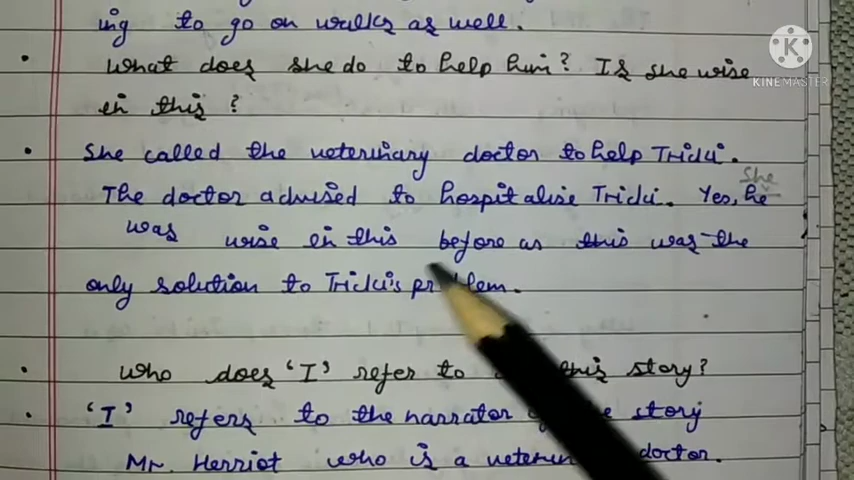 ing to go on walks as well.
K
KINEMASTER
• What does she do to help him? Is she wise
in this?
• She called the veterinary doctor to help Tricki.
She
The doctor advised to hospitalise Tricki. Yes, he
was wise in this before as this was the
only solution to Tricki's problem.
• Who does 'I' refer to this story?
• 'I' refers to the narrator story
Mr. Herriot who is a doctor.